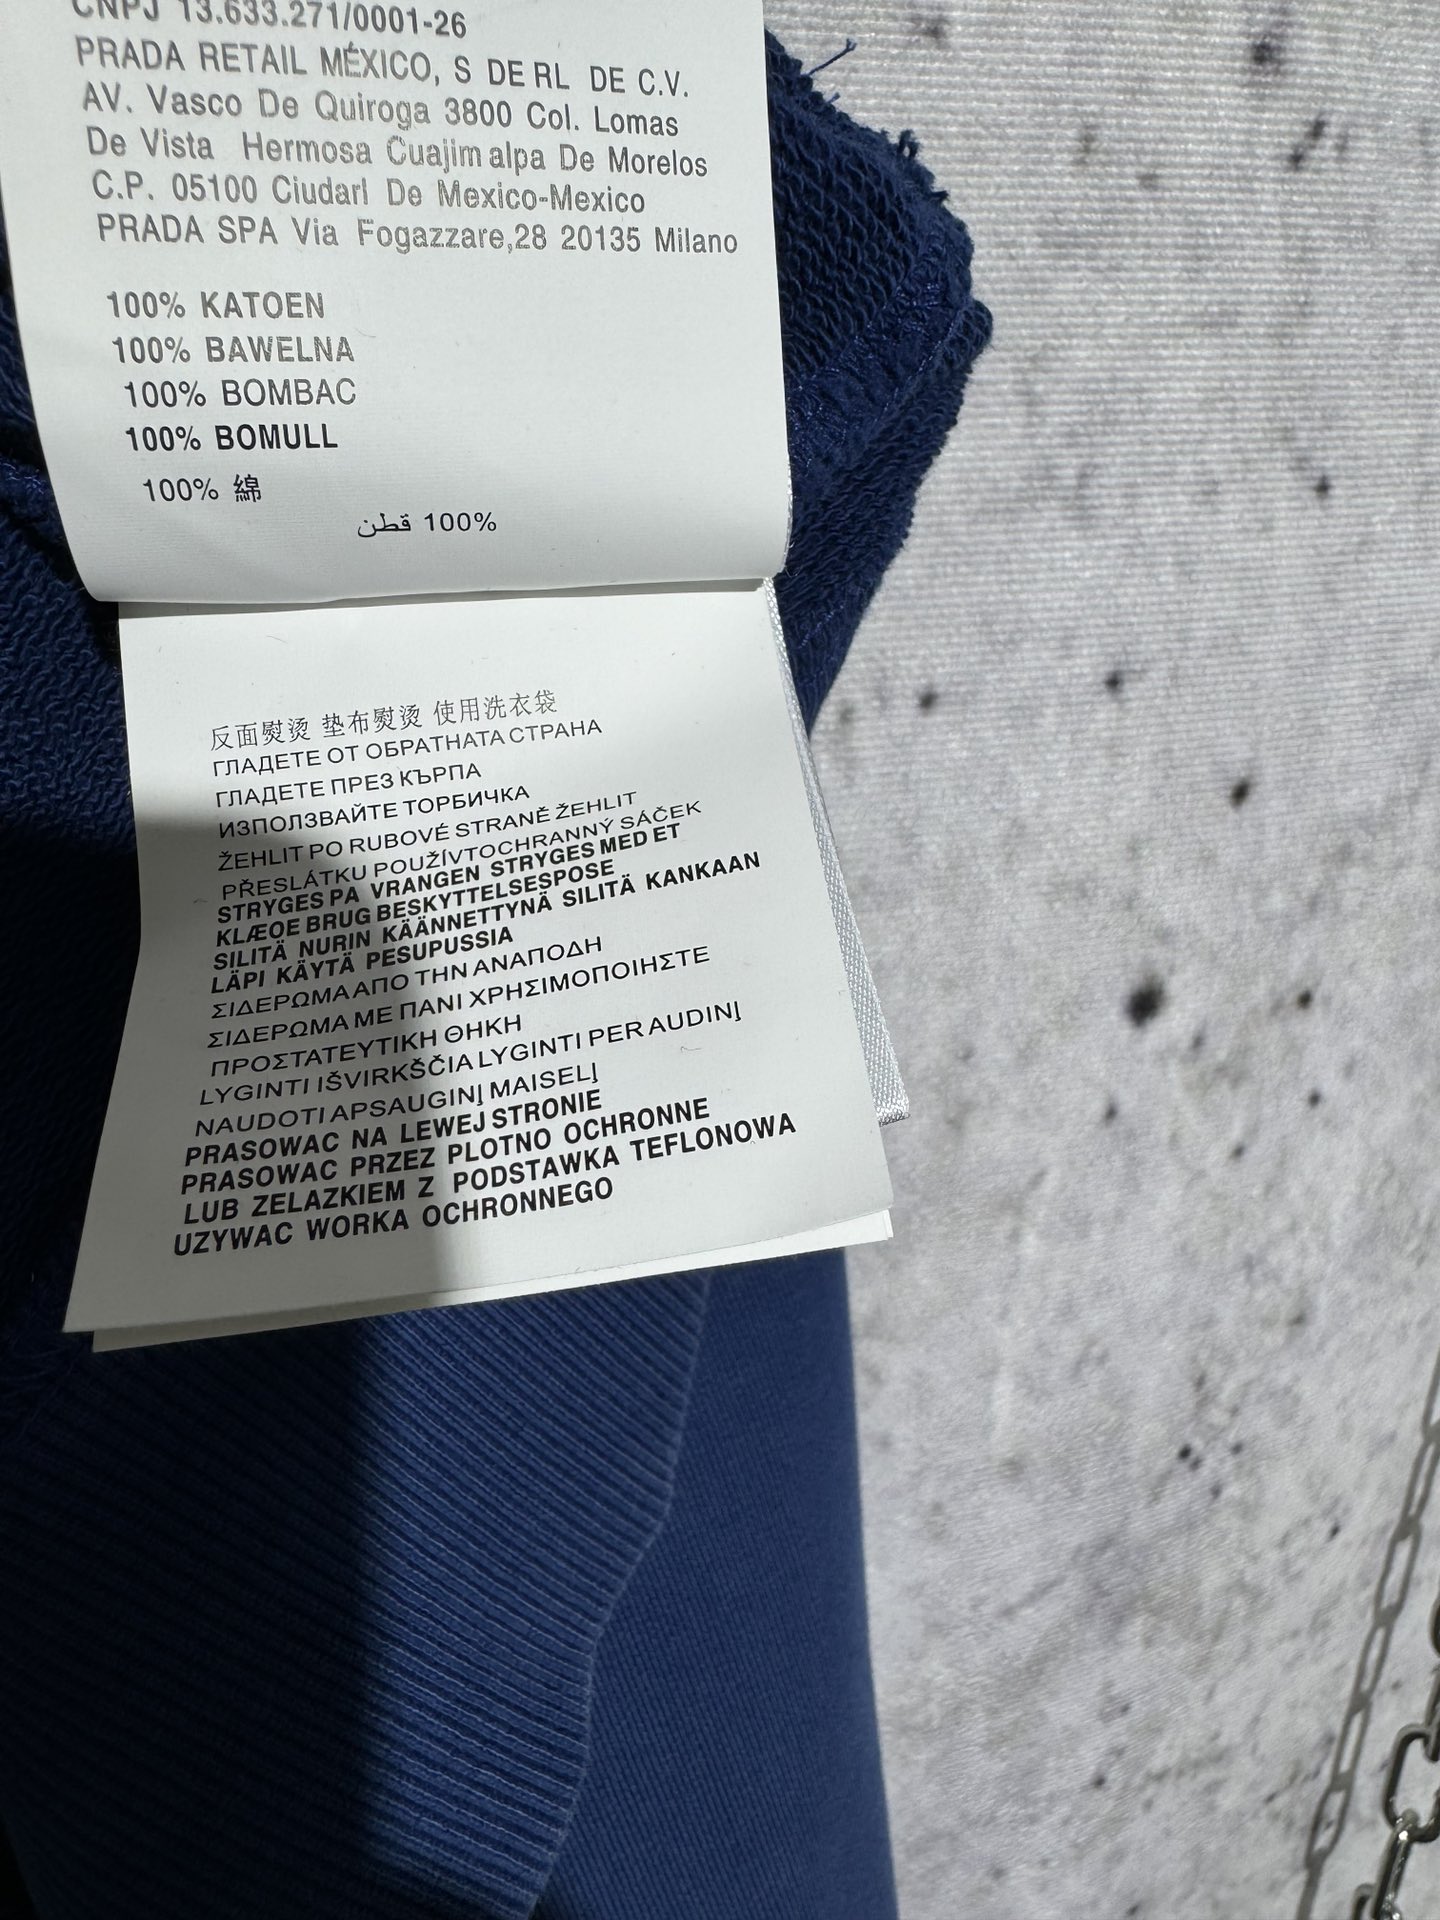 CNPJ 13.633.271/0001-26
PRADA RETAIL MÉXICO, S DE RL DE C.V.
AV. Vasco De Quiroga 3800 Col. Lomas
De Vista Hermosa Cuajim alpa De Morelos
C.P. 05100 Ciudarl De Mexico-Mexico
PRADA SPA Via Fogazzare,28 20135 Milano
100% KATOEN
100% BAWELNA
100% BOMBAC
100% BOMULL
100% 綿
100% قطن
反面熨烫 垫布熨烫 使用洗衣袋
ГЛАДЕТЕ ОТ ОБРАТНАТА СТРАНА
ГЛАДЕТЕ ПРЕЗ КЪРПА
ИЗПОЛЗВАЙТЕ ТОРБИЧКА
ŽEHLIT PO RUBOVÉ STRANĚ ŽEHLIT
PŘESLÁTKU POUŽÍVTOCHRANNÝ SÁČEK
STRYGES PA VRANGEN STRYGES MED ET
KLÆOE BRUG BESKYTTELSESPOSE
SILITÄ NURIN KÄÄNNETTYNÄ SILITÄ KANKAAN
LÄPI KÄYTÄ PESUPUSSIA
ΣΙΔΕΡΩΜΑ ΑΠΟ ΤΗΝ ΑΝΑΠΟΔΗ
ΣΙΔΕΡΩΜΑ ΜΕ ΠΑΝΙ ΧΡΗΣΙΜΟΠΟΙΗΣΤΕ
ΠΡΟΣΤΑΤΕΥΤΙΚΗ ΘΗΚΗ
LYGINTI IŠVIRKŠČIA LYGINTI PER AUDINĮ
NAUDOTI APSAUGINĮ MAISELĮ
PRASOWAC NA LEWEJ STRONIE
PRASOWAC PRZEZ PLOTNO OCHRONNE
LUB ZELAZKIEM Z PODSTAWKA TEFLONOWA
UZYWAC WORKA OCHRONNEGO